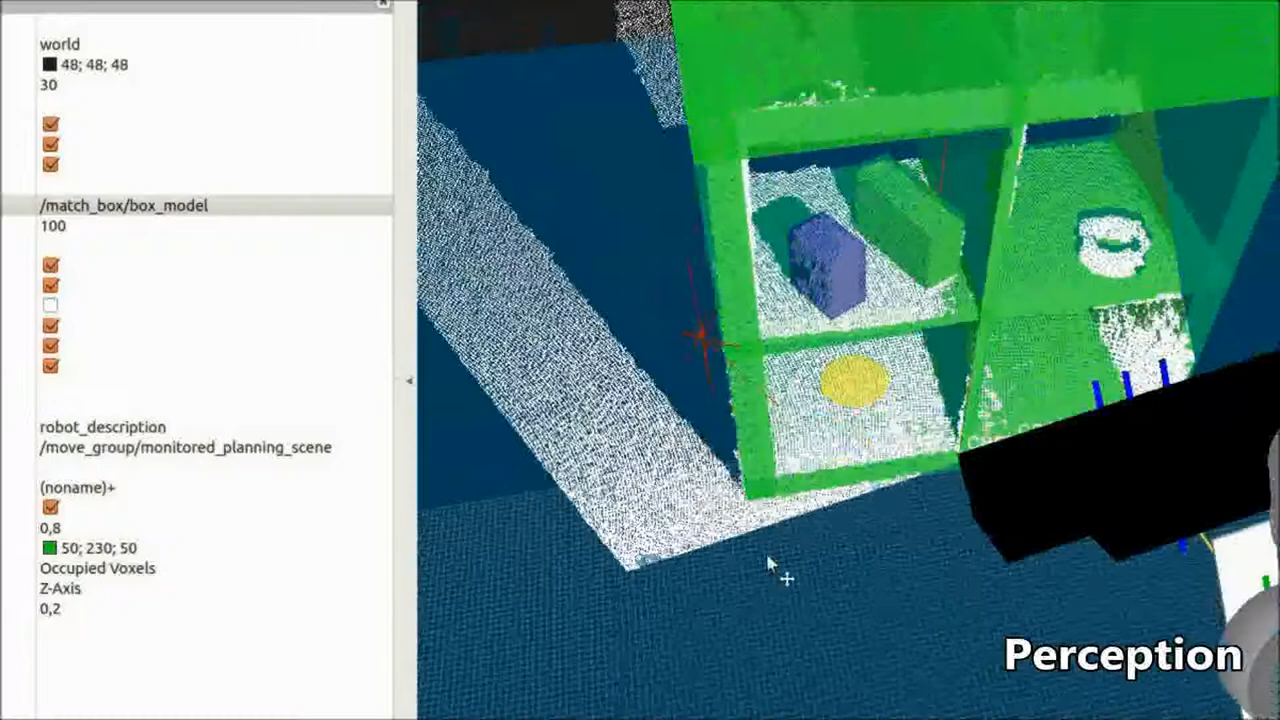 world
48; 48; 48
30
/match_box/box_model
100
robot_description
/move_group/monitored_planning_scene
(noname)+
0,8
50; 230; 50
Occupied Voxels
Z-Axis
0,2
Perception